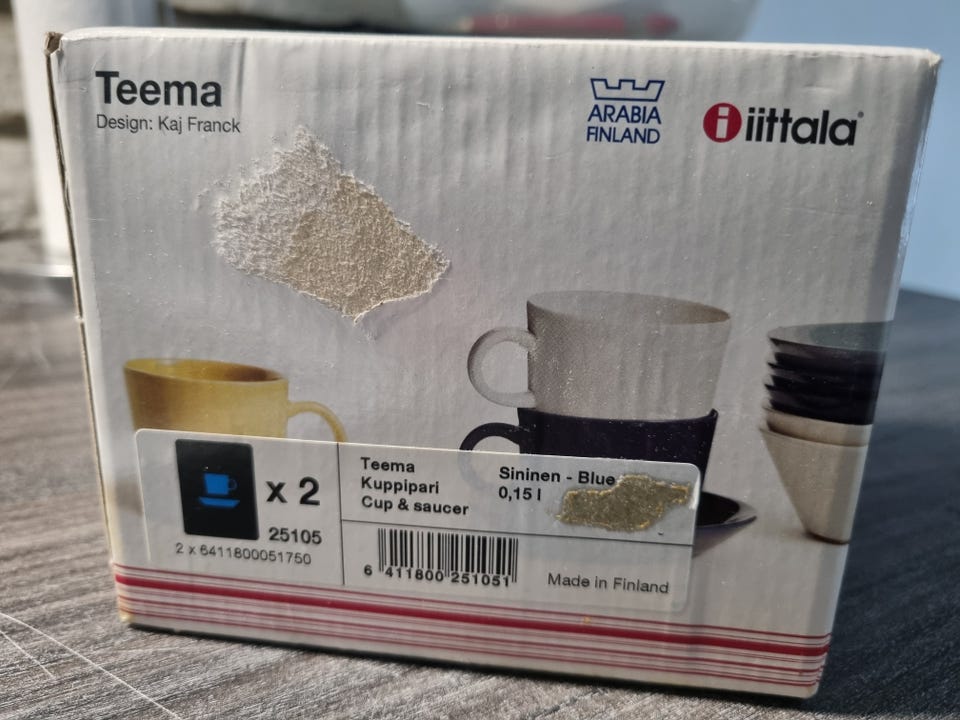 Teema
Design: Kaj Franck
ARABIA
FINLAND
i iittala®
x 2
25105
2 x 6411800051750
Teema
Kuppipari
Cup & saucer
Sininen - Blue
0,15 l
6 411800 251051
Made in Finland